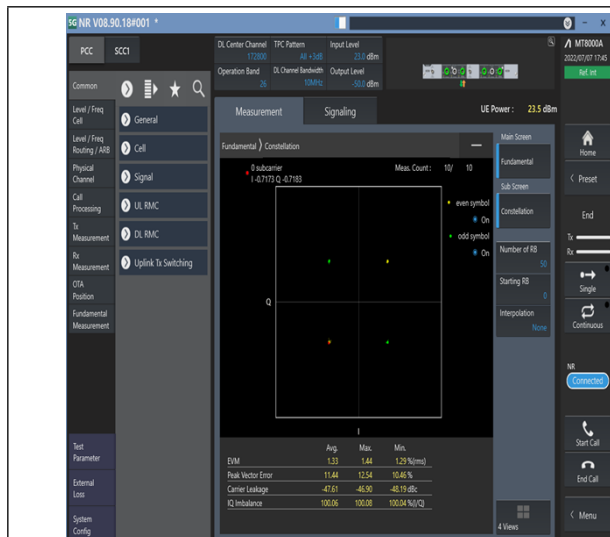 SG NR V08.90.18#001 *
PCC SCC1
DL Center Channel TPC Pattern Input Level
172800 All +3dB 23.0 dBm
Operation Band DL Channel Bandwidth Output Level
26 10MHz -50.0 dBm
MT8000A
2022/07/07 17:45
Ref. Int
Common
Level / Freq
Cell
Level / Freq
Routing / ARB
Physical
Channel
Call
Processing
Tx
Measurement
Rx
Measurement
OTA
Position
Fundamental
Measurement
Test
Parameter
External
Loss
System
Config
General
Cell
Signal
UL RMC
DL RMC
Uplink Tx Switching
Measurement Signaling
UE Power : 23.5 dBm
Fundamental ⟩ Constellation
0 subcarrier Meas. Count : 10/ 10
I -0.7173 Q -0.7183
even symbol
On
odd symbol
On
Q
I
Avg. Max. Min.
EVM 1.33 1.44 1.29 %(rms)
Peak Vector Error 11.44 12.54 10.46 %
Carrier Leakage -47.61 -46.90 -48.19 dBc
IQ Imbalance 100.06 100.08 100.04 %(I/Q)
Main Screen
Fundamental
Sub Screen
Constellation
Number of RB
50
Starting RB
0
Interpolation
None
4 Views
Home
< Preset
End
Tx
Rx
Single
Continuous
NR
Connected
Start Call
End Call
< Menu